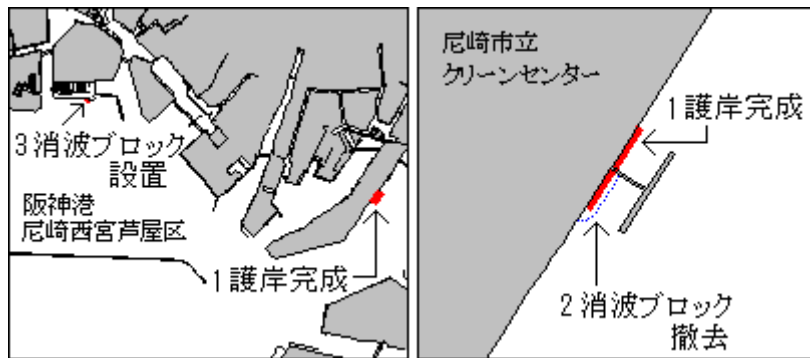 3消波ブロック
設置
阪神港
尼崎西宮芦屋区
1護岸完成
尼崎市立
クリーンセンター
1護岸完成
2消波ブロック
撤去